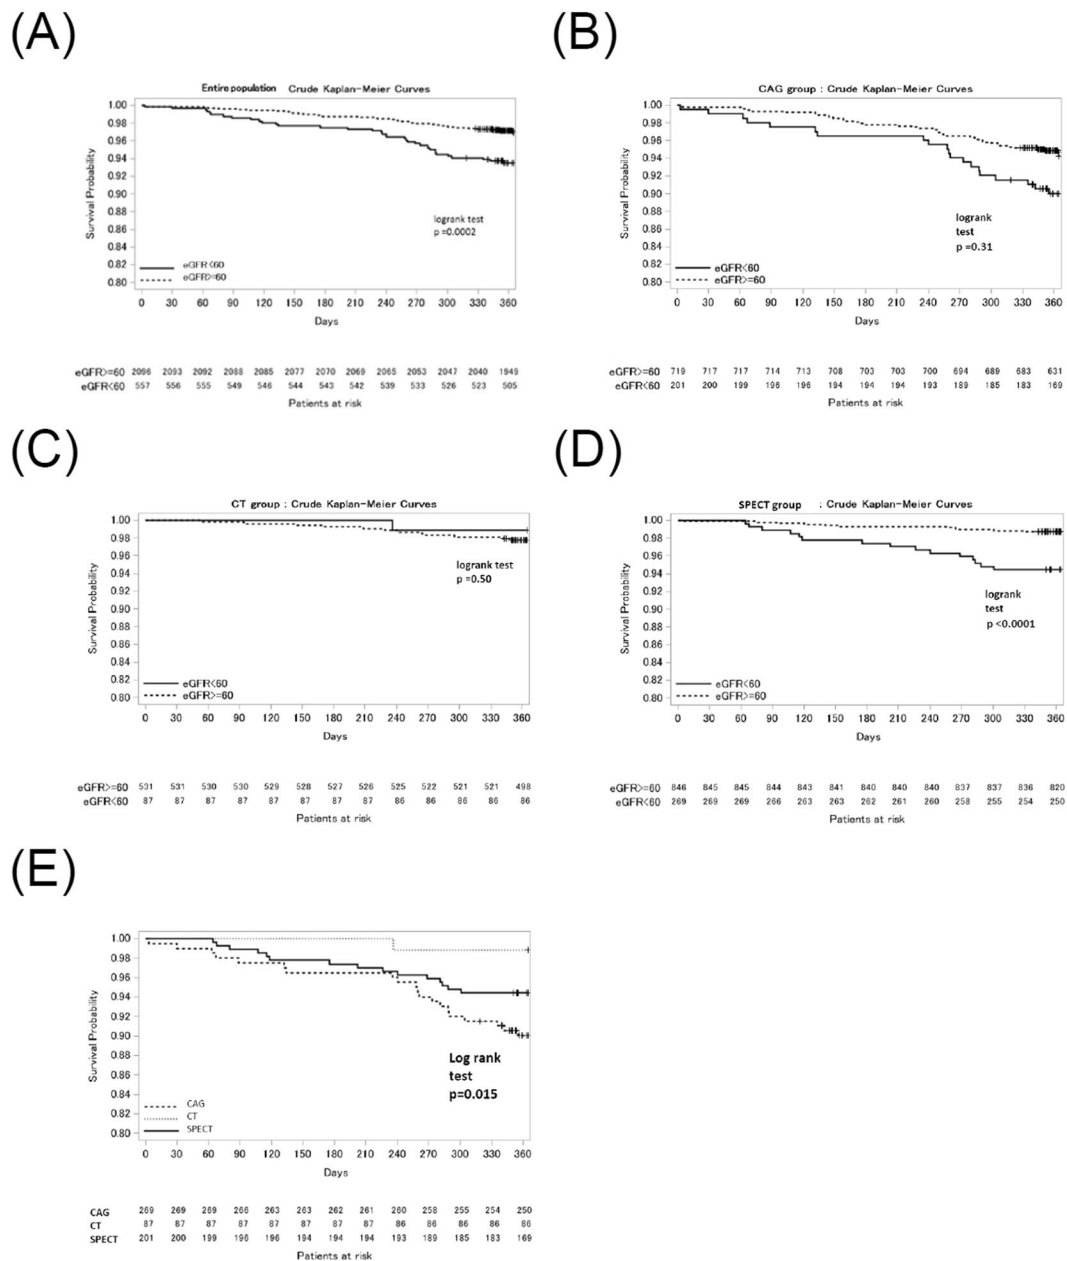 (A)
Entire population Crude Kaplan-Meier Curves
1.00
0.98
0.96
0.94
0.92
0.90
0.88
0.86
0.84
0.82
0.80
Survival Probability
logrank test
p =0.0002
eGFR<60
eGFR>=60
0 30 60 90 120 150 180 210 240 270 300 330 360
Days
eGFR>=60 2096 2093 2092 2088 2085 2077 2070 2069 2065 2053 2047 2040 1949
eGFR<60 557 556 555 549 546 544 543 542 539 533 526 523 505
Patients at risk
(B)
CAG group : Crude Kaplan-Meier Curves
1.00
0.98
0.96
0.94
0.92
0.90
0.88
0.86
0.84
0.82
0.80
Survival Probability
logrank
test
p =0.31
eGFR<60
eGFR>=60
0 30 60 90 120 150 180 210 240 270 300 330 360
Days
eGFR>=60 719 717 717 714 713 708 703 703 700 694 689 683 631
eGFR<60 201 200 199 196 196 194 194 194 193 189 185 183 169
Patients at risk
(C)
CT group : Crude Kaplan-Meier Curves
1.00
0.98
0.96
0.94
0.92
0.90
0.88
0.86
0.84
0.82
0.80
Survival Probability
logrank test
p =0.50
eGFR<60
eGFR>=60
0 30 60 90 120 150 180 210 240 270 300 330 360
Days
eGFR>=60 531 531 530 530 529 528 527 526 525 522 521 521 498
eGFR<60 87 87 87 87 87 87 87 87 86 86 86 86 86
Patients at risk
(D)
SPECT group : Crude Kaplan-Meier Curves
1.00
0.98
0.96
0.94
0.92
0.90
0.88
0.86
0.84
0.82
0.80
Survival Probability
logrank
test
p <0.0001
eGFR<60
eGFR>=60
0 30 60 90 120 150 180 210 240 270 300 330 360
Days
eGFR>=60 846 845 845 844 843 841 840 840 840 837 837 836 820
eGFR<60 269 269 269 266 263 263 262 261 260 258 255 254 250
Patients at risk
(E)
1.00
0.98
0.96
0.94
0.92
0.90
0.88
0.86
0.84
0.82
0.80
Survival Probability
Log rank
test
p=0.015
CAG
CT
SPECT
0 30 60 90 120 150 180 210 240 270 300 330 360
Days
CAG 269 269 269 266 263 263 262 261 260 258 255 254 250
CT 87 87 87 87 87 87 87 87 86 86 86 86 86
SPECT 201 200 199 196 196 194 194 194 193 189 185 183 169
Patients at risk